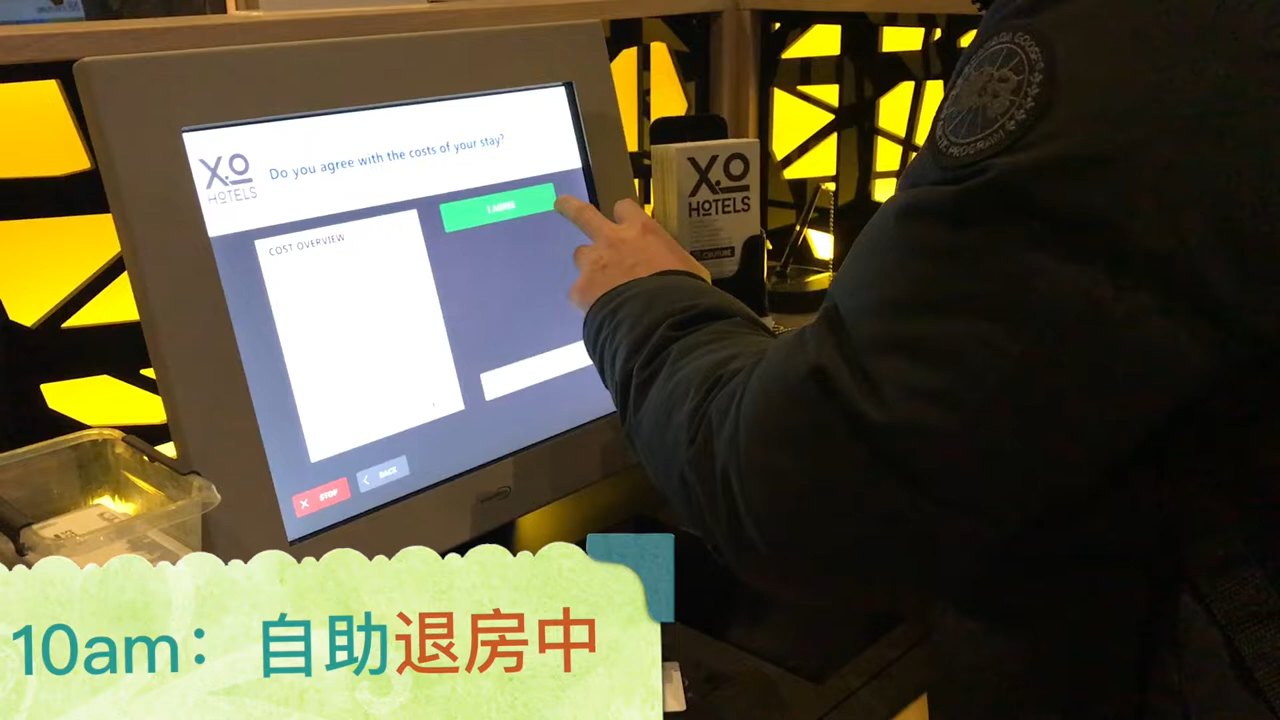 X.O
HOTELS
Do you agree with the costs of your stay?
I AGREE
COST OVERVIEW
STOP
BACK
X.O
HOTELS
PROGRAM
10am：自助退房中